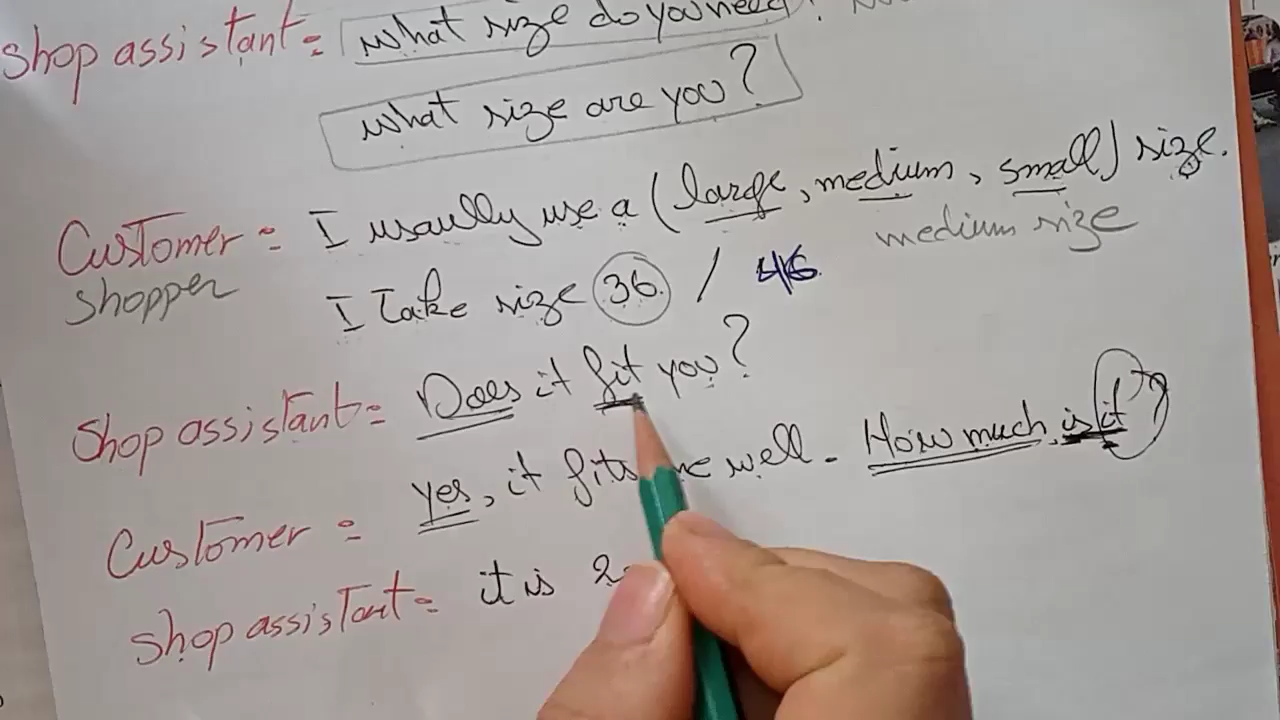 Shop assistant = What size do you need?
What size are you?
Customer = I usaully use a (large, medium, small) size.
shopper medium size
I Take size 36 / 46
Shop assistant = Does it fit you?
Customer = yes, it fits me well. How much is it?
Shop assistant = it is